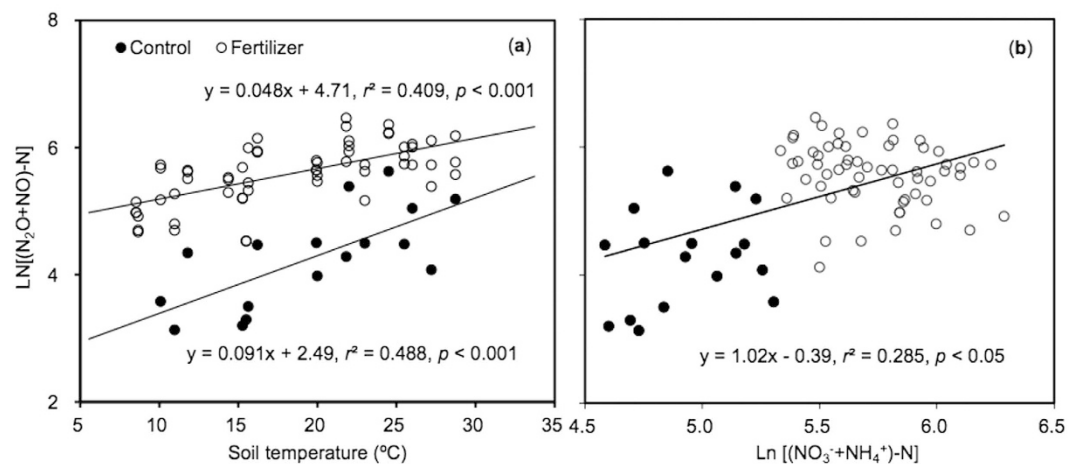 8
6
4
2
LN[(N₂O+NO)-N]
● Control ○ Fertilizer
(a)
y = 0.048x + 4.71, r² = 0.409, p < 0.001
y = 0.091x + 2.49, r² = 0.488, p < 0.001
5 10 15 20 25 30 35
Soil temperature (ºC)
(b)
y = 1.02x - 0.39, r² = 0.285, p < 0.05
4.5 5.0 5.5 6.0 6.5
Ln [(NO₃⁻+NH₄⁺)-N]